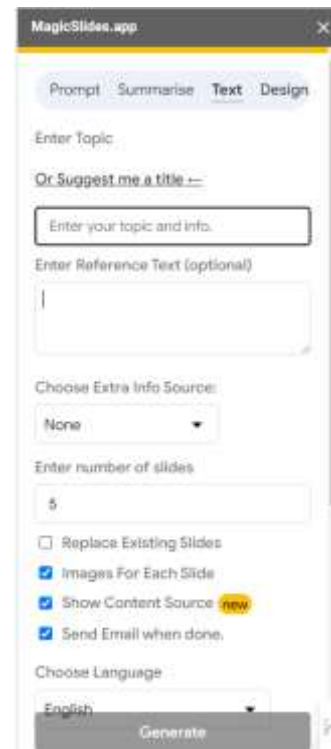 MagicSlides.app
Prompt Summarise Text Design
Enter Topic
Or Suggest me a title ←
Enter your topic and info.
Enter Reference Text (optional)
Choose Extra Info Source:
None
Enter number of slides
5
Replace Existing Slides
Images For Each Slide
Show Content Source new
Send Email when done.
Choose Language
English
Generate